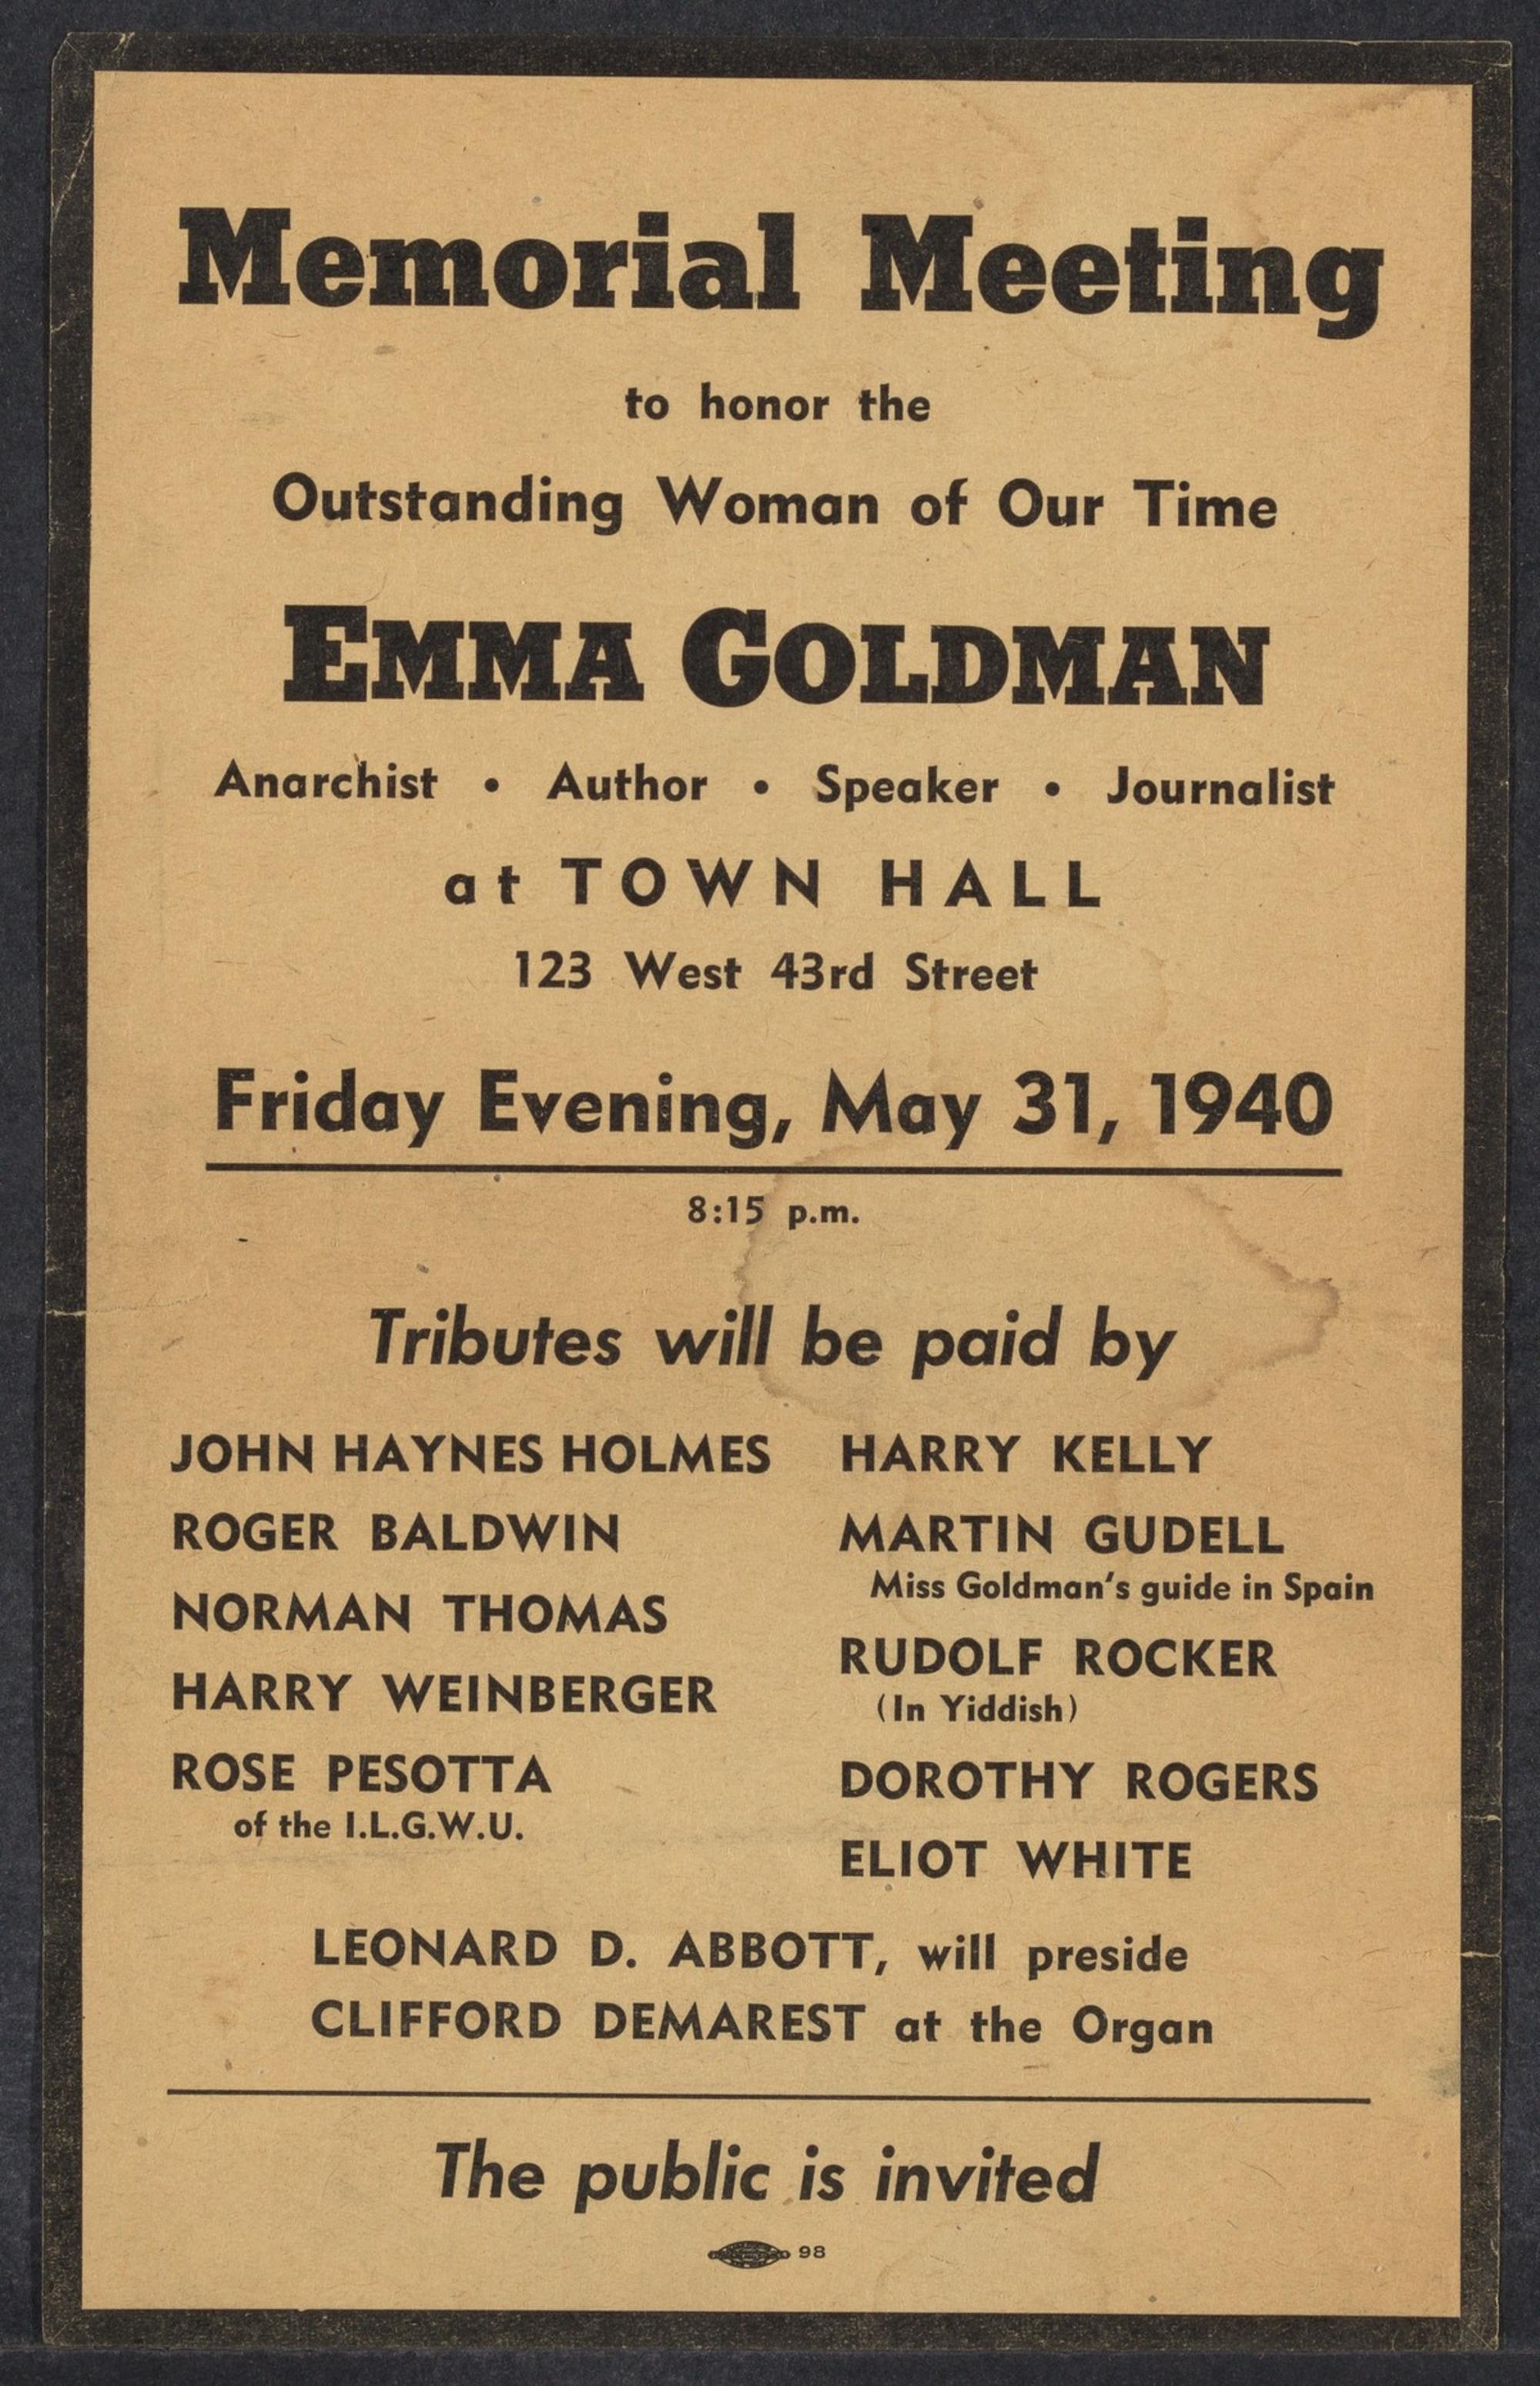 Memorial Meeting
to honor the
Outstanding Woman of Our Time
EMMA GOLDMAN
Anarchist • Author • Speaker • Journalist
at TOWN HALL
123 West 43rd Street
Friday Evening, May 31, 1940
8:15 p.m.
Tributes will be paid by
JOHN HAYNES HOLMES
ROGER BALDWIN
NORMAN THOMAS
HARRY WEINBERGER
ROSE PESOTTA
of the I.L.G.W.U.
HARRY KELLY
MARTIN GUDELL
Miss Goldman's guide in Spain
RUDOLF ROCKER
(In Yiddish)
DOROTHY ROGERS
ELIOT WHITE
LEONARD D. ABBOTT, will preside
CLIFFORD DEMAREST at the Organ
The public is invited
98